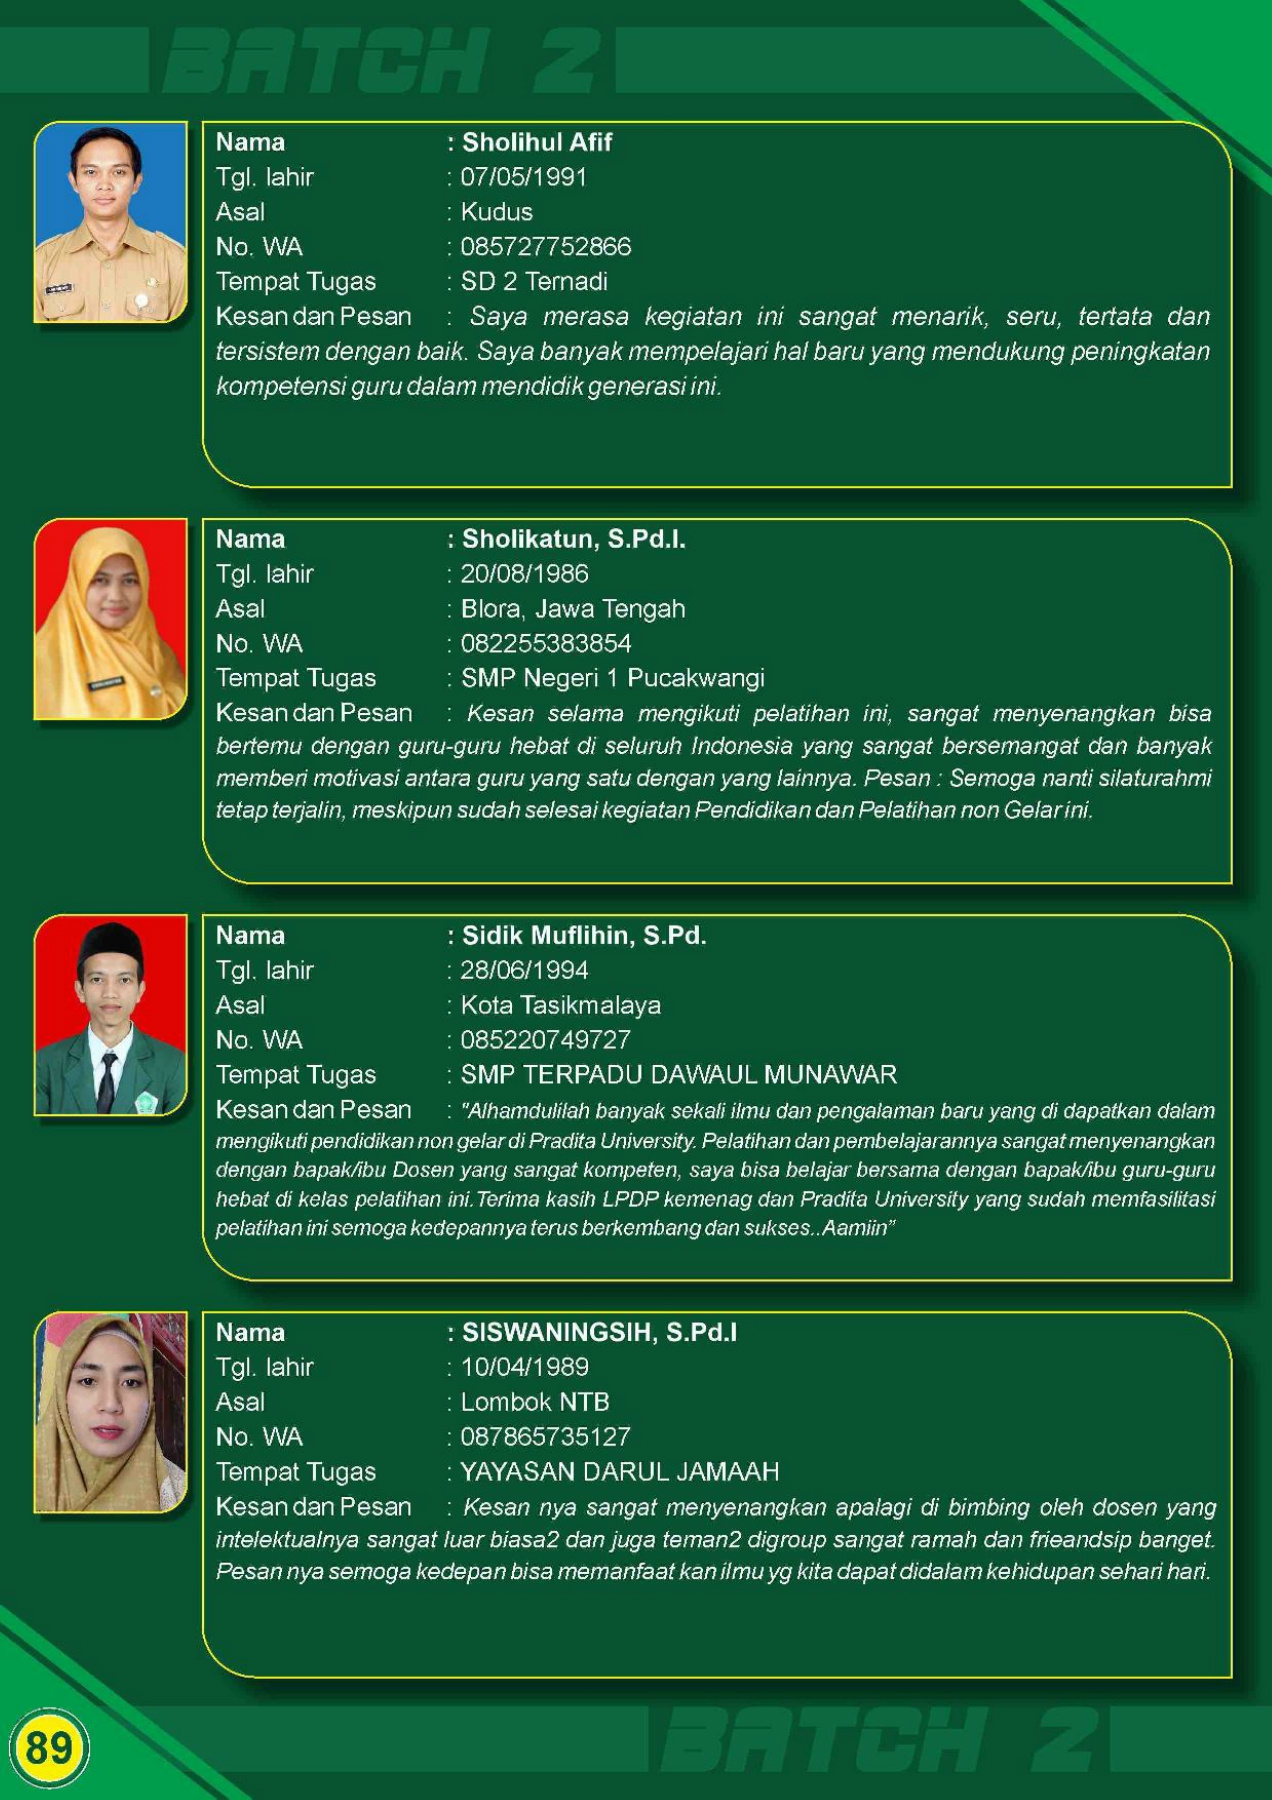 BATCH 2
Nama : Sholihul Afif
Tgl. lahir : 07/05/1991
Asal : Kudus
No. WA : 085727752866
Tempat Tugas : SD 2 Ternadi
Kesan dan Pesan : Saya merasa kegiatan ini sangat menarik, seru, tertata dan
tersistem dengan baik. Saya banyak mempelajari hal baru yang mendukung peningkatan
kompetensi guru dalam mendidik generasi ini.
Nama : Sholikatun, S.Pd.I.
Tgl. lahir : 20/08/1986
Asal : Blora, Jawa Tengah
No. WA : 082255383854
Tempat Tugas : SMP Negeri 1 Pucakwangi
Kesan dan Pesan : Kesan selama mengikuti pelatihan ini, sangat menyenangkan bisa
bertemu dengan guru-guru hebat di seluruh Indonesia yang sangat bersemangat dan banyak
memberi motivasi antara guru yang satu dengan yang lainnya. Pesan : Semoga nanti silaturahmi
tetap terjalin, meskipun sudah selesai kegiatan Pendidikan dan Pelatihan non Gelar ini.
Nama : Sidik Muflihin, S.Pd.
Tgl. lahir : 28/06/1994
Asal : Kota Tasikmalaya
No. WA : 085220749727
Tempat Tugas : SMP TERPADU DAWAUL MUNAWAR
Kesan dan Pesan : "Alhamdulilah banyak sekali ilmu dan pengalaman baru yang di dapatkan dalam
mengikuti pendidikan non gelar di Pradita University. Pelatihan dan pembelajarannya sangat menyenangkan
dengan bapak/ibu Dosen yang sangat kompeten, saya bisa belajar bersama dengan bapak/ibu guru-guru
hebat di kelas pelatihan ini. Terima kasih LPDP kemenag dan Pradita University yang sudah memfasilitasi
pelatihan ini semoga kedepannya terus berkembang dan sukses..Aamiin"
Nama : SISWANINGSIH, S.Pd.I
Tgl. lahir : 10/04/1989
Asal : Lombok NTB
No. WA : 087865735127
Tempat Tugas : YAYASAN DARUL JAMAAH
Kesan dan Pesan : Kesan nya sangat menyenangkan apalagi di bimbing oleh dosen yang
intelektualnya sangat luar biasa2 dan juga teman2 digroup sangat ramah dan frieandsip banget.
Pesan nya semoga kedepan bisa memanfaat kan ilmu yg kita dapat didalam kehidupan sehari hari.
BATCH 2
89